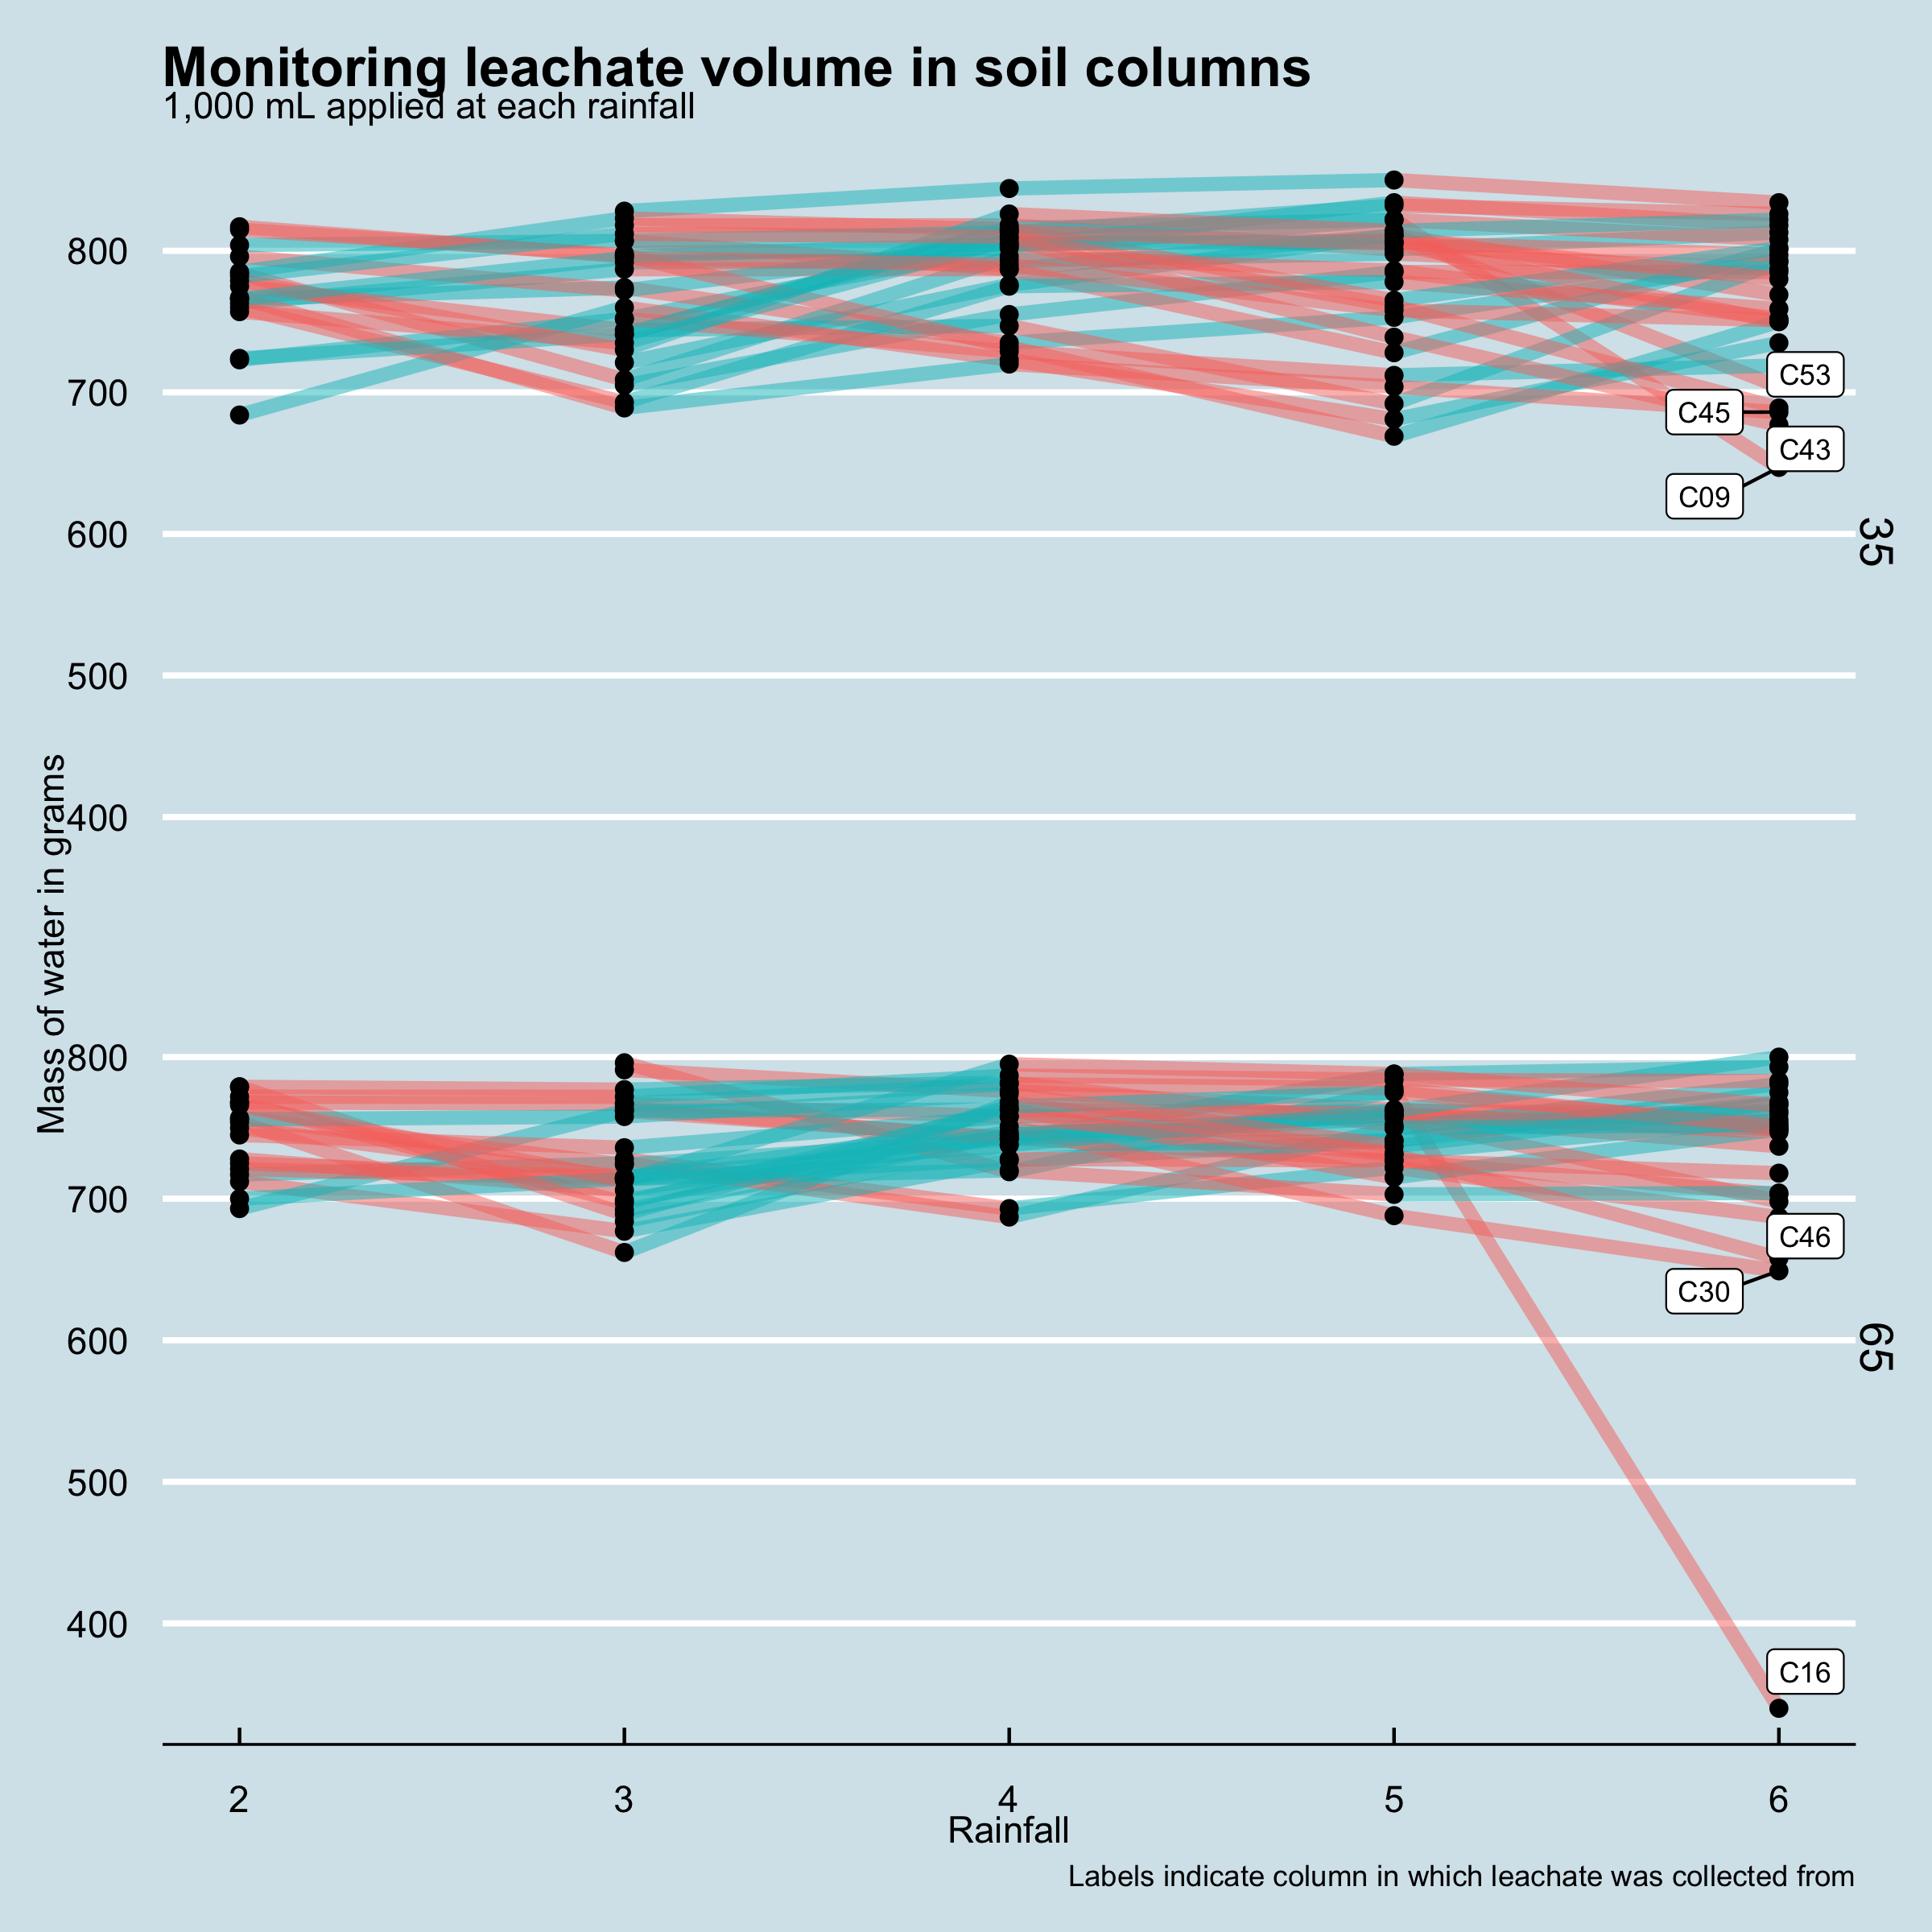 Monitoring leachate volume in soil columns
1,000 mL applied at each rainfall
Mass of water in grams
800
700
600
500
400
C53
C45
C43
C09
35
800
700
600
500
400
C46
C30
C16
65
2 3 4 5 6
Rainfall
Labels indicate column in which leachate was collected from